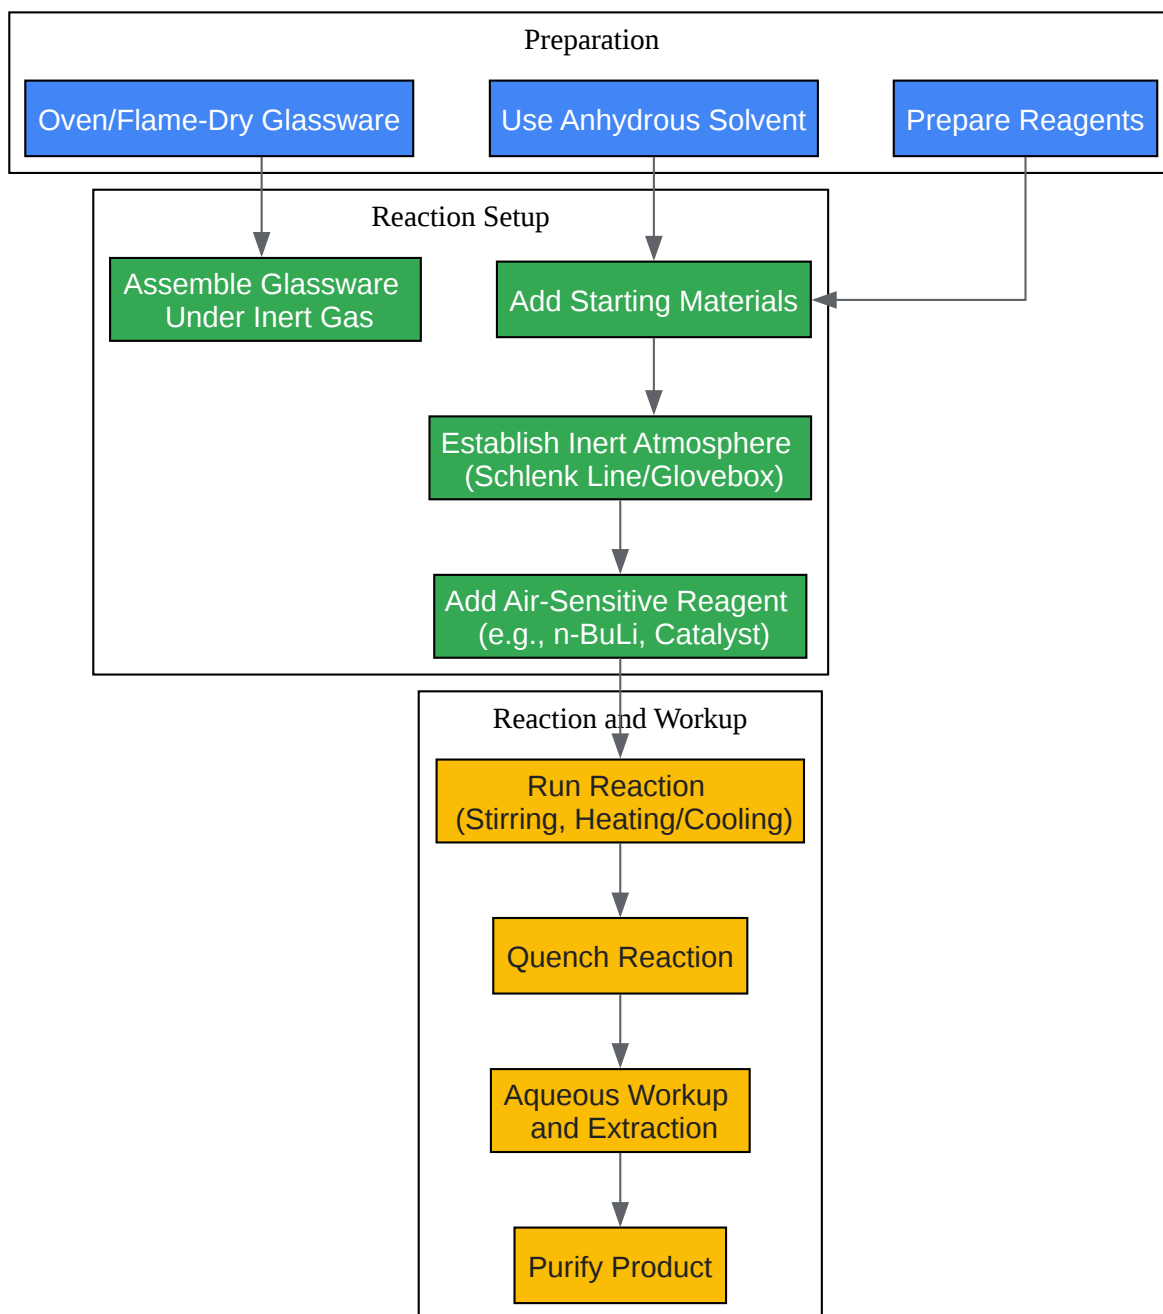 Preparation
Oven/Flame-Dry Glassware
Use Anhydrous Solvent
Prepare Reagents
Reaction Setup
Assemble Glassware
Under Inert Gas
Add Starting Materials
Establish Inert Atmosphere
(Schlenk Line/Glovebox)
Add Air-Sensitive Reagent
(e.g., n-BuLi, Catalyst)
Reaction and Workup
Run Reaction
(Stirring, Heating/Cooling)
Quench Reaction
Aqueous Workup
and Extraction
Purify Product